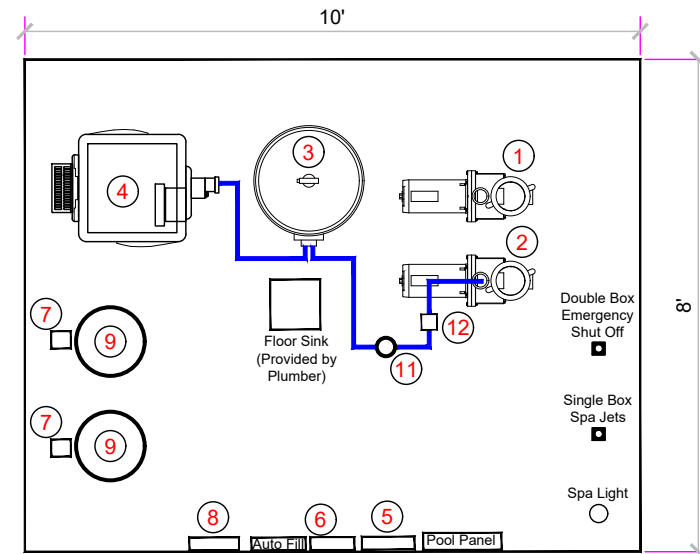 10'
1
3
4
2
8'
Double Box
Emergency
Shut Off
7
9
Floor Sink
(Provided by
Plumber)
12
11
Single Box
Spa Jets
7
9
Spa Light
8
Auto Fill
6
5
Pool Panel